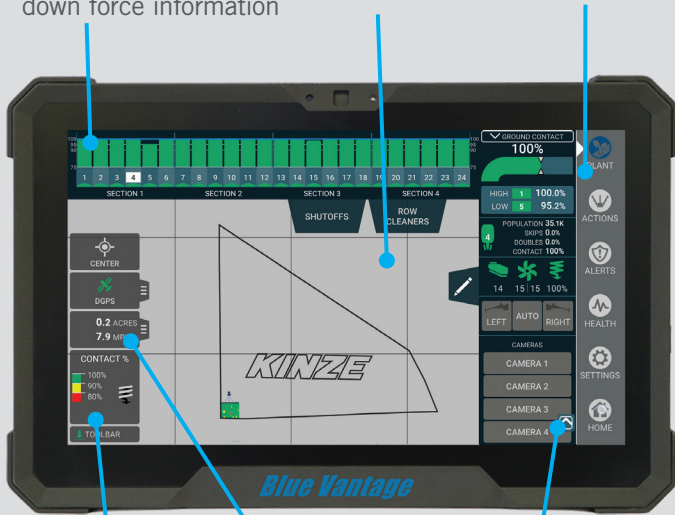 down force information
100
95
90
75
100
95
90
75
1 2 3 4 5 6 7 8 9 10 11 12 13 14 15 16 17 18 19 20 21 22 23 24
SECTION 1 SECTION 2 SECTION 3 SECTION 4
SHUTOFFS
ROW
CLEANERS
CENTER
DGPS
0.2 ACRES
CONTACT %
100%
90%
80%
TOOLBAR
KINZE
GROUND CONTACT
100%
HIGH 1 100.0%
LOW 5 95.2%
4
POPULATION 35.1K
SKIPS 0.0%
DOUBLES 0.0%
CONTACT 100%
14 15 15 100%
LEFT AUTO RIGHT
CAMERAS
CAMERA 1
CAMERA 2
CAMERA 3
CAMERA 4
PLANT
ACTIONS
ALERTS
HEALTH
SETTINGS
HOME
Blue Vantage